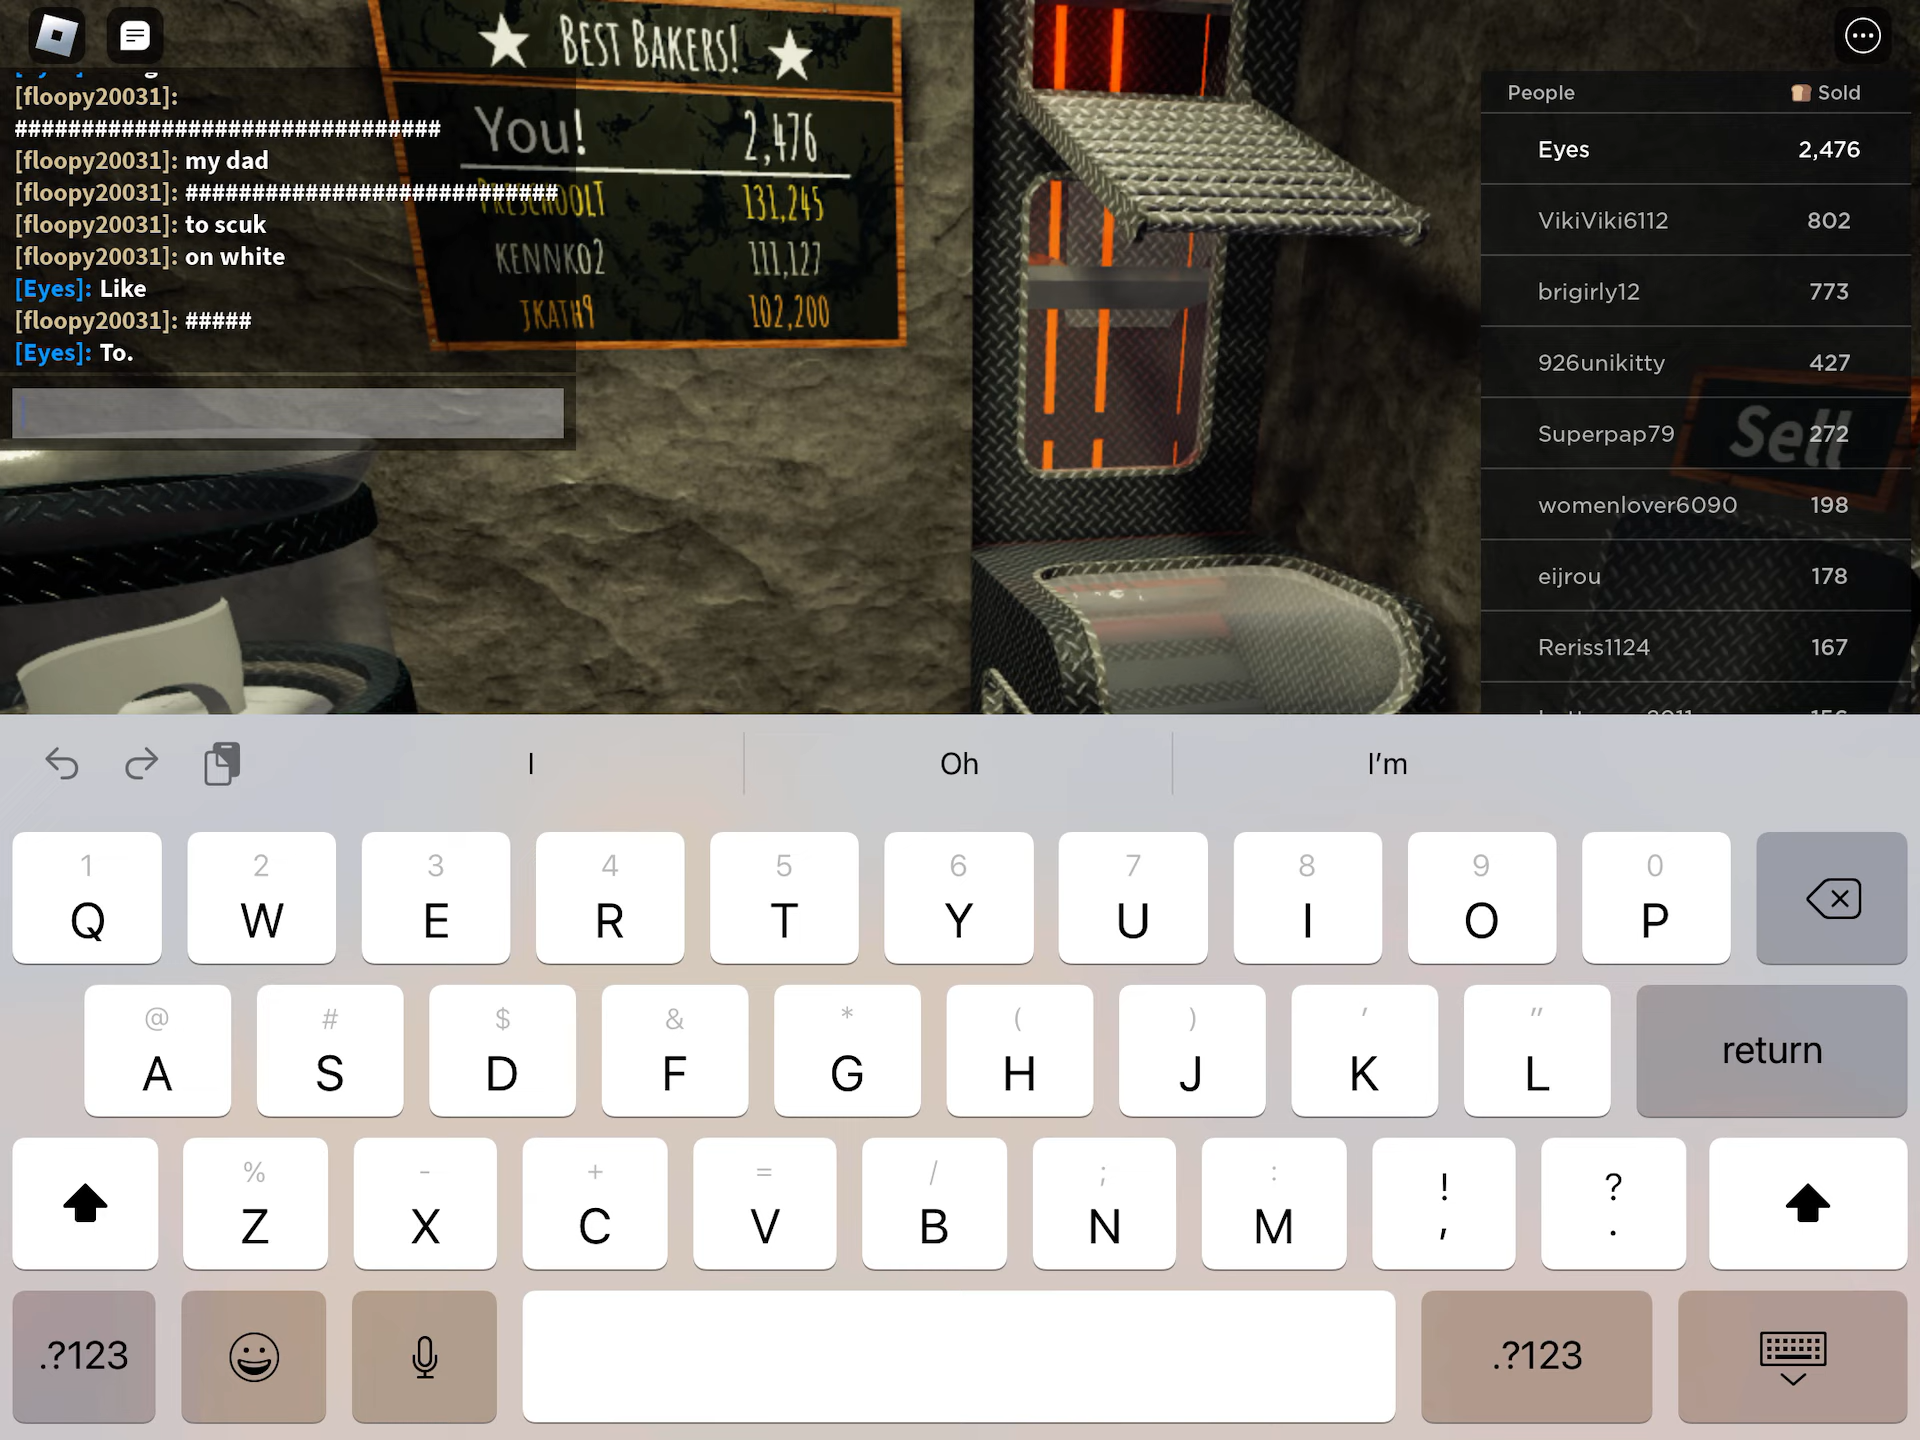 ★ BEST BAKERS! ★
You! 2,476
PRESCHOOLT 131,245
KENNKO2 111,127
JKATH9 102,200
[floopy20031]:
################################
[floopy20031]: my dad
[floopy20031]: ############################
[floopy20031]: to scuk
[floopy20031]: on white
[Eyes]: Like
[floopy20031]: #####
[Eyes]: To.
People Sold
Eyes 2,476
VikiViki6112 802
brigirly12 773
926unikitty 427
Superpap79 272
womenlover6090 198
eijrou 178
Reriss1124 167
Sell
I Oh I'm
1 2 3 4 5 6 7 8 9 0
Q W E R T Y U I O P
@ # $ & * ( ) ' "
A S D F G H J K L return
% - + = / ; : ! ?
Z X C V B N M , .
.?123 .?123